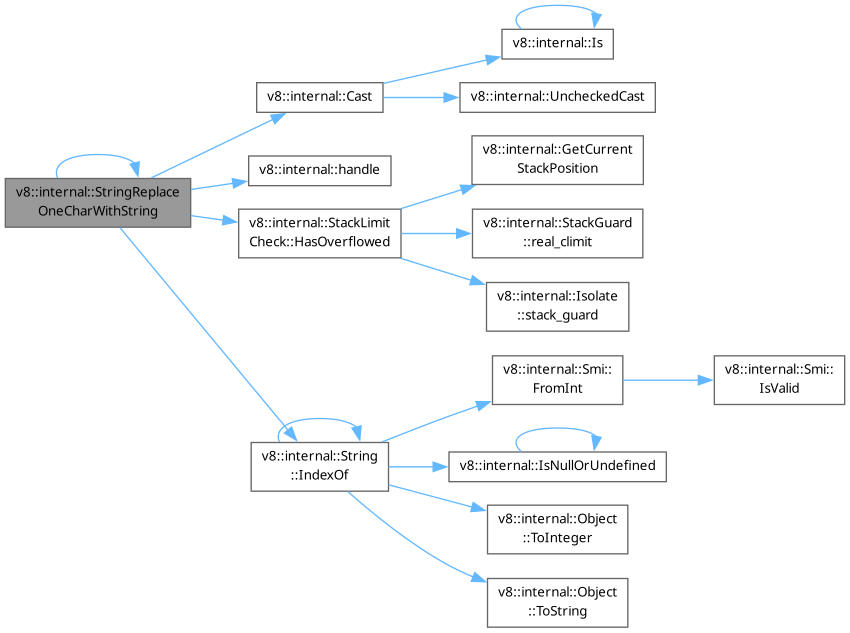 v8::internal::Is
v8::internal::Cast
v8::internal::UncheckedCast
v8::internal::GetCurrent
StackPosition
v8::internal::handle
v8::internal::StringReplace
OneCharWithString
v8::internal::StackLimit
Check::HasOverflowed
v8::internal::StackGuard
::real_climit
v8::internal::Isolate
::stack_guard
v8::internal::Smi::
FromInt
v8::internal::Smi::
IsValid
v8::internal::String
::IndexOf
v8::internal::IsNullOrUndefined
v8::internal::Object
::ToInteger
v8::internal::Object
::ToString